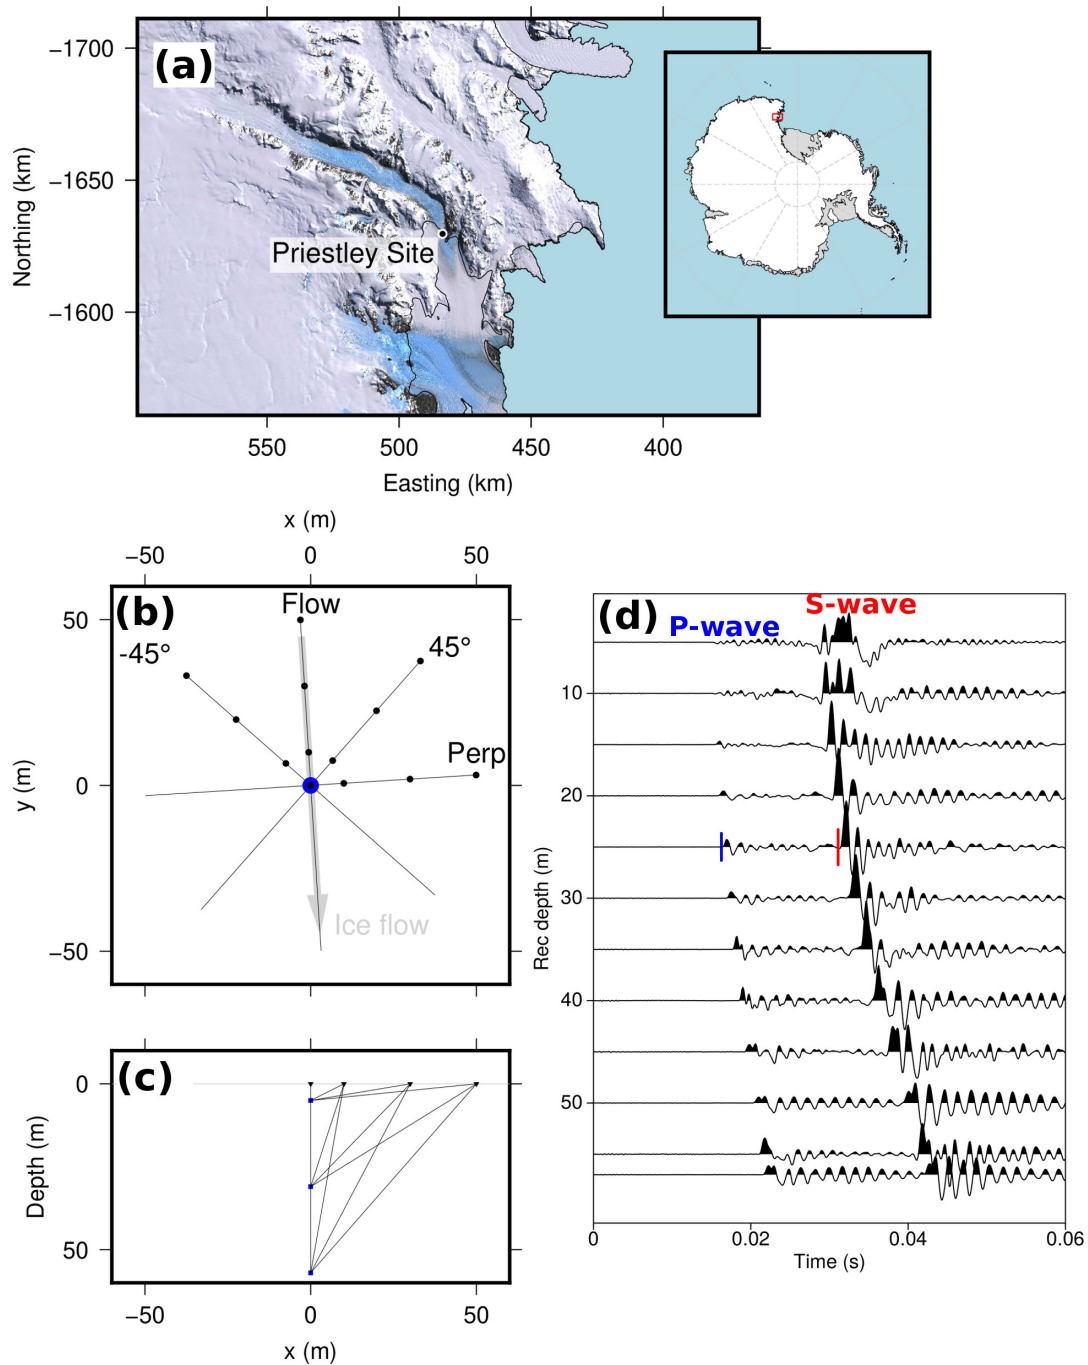 (a)
−1700
−1650
−1600
Northing (km)
Priestley Site
550
500
450
400
Easting (km)
x (m)
−50
0
50
(b)
Flow
-45°
45°
Perp
50
0
−50
y (m)
Ice flow
(c)
0
50
Depth (m)
−50
0
50
x (m)
(d)
P-wave
S-wave
10
20
30
40
50
Rec depth (m)
0
0.02
0.04
0.06
Time (s)